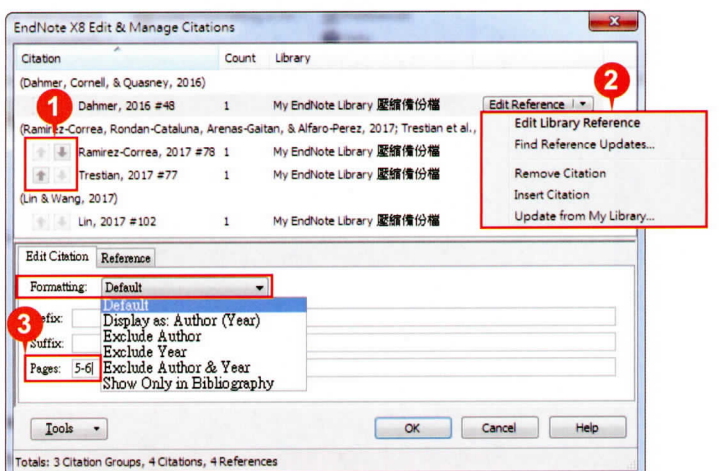 EndNote X8 Edit & Manage Citations
Citation Count Library
(Dahmer, Cornell, & Quasney, 2016)
Dahmer, 2016 #48 1 My EndNote Library 壓縮備份檔 Edit Reference
(Ramirez-Correa, Rondan-Cataluna, Arenas-Gaitan, & Alfaro-Perez, 2017; Trestian et al.,
Ramirez-Correa, 2017 #78 1 My EndNote Library 壓縮備份檔
Trestian, 2017 #77 1 My EndNote Library 壓縮備份檔
(Lin & Wang, 2017)
Lin, 2017 #102 1 My EndNote Library 壓縮備份檔
1
2
Edit Library Reference
Find Reference Updates...
Remove Citation
Insert Citation
Update from My Library...
Edit Citation Reference
Formatting: Default
Default
Display as: Author (Year)
Exclude Author
Exclude Year
Exclude Author & Year
Show Only in Bibliography
3
Suffix:
Pages: 5-6
Tools OK Cancel Help
Totals: 3 Citation Groups, 4 Citations, 4 References